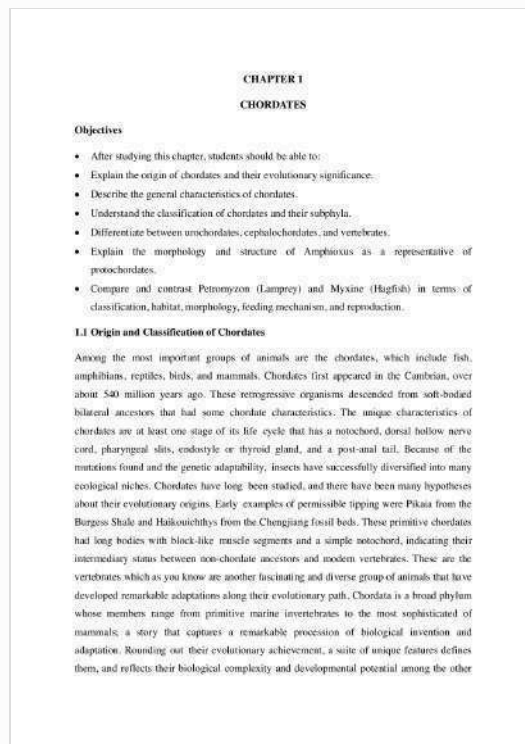 CHAPTER 1
CHORDATES
Objectives
• After studying this chapter, students should be able to:
• Explain the origin of chordates and their evolutionary significance.
• Describe the general characteristics of chordates.
• Understand the classification of chordates and their subphyla.
• Differentiate between urochordates, cephalochordates, and vertebrates.
• Explain the morphology and structure of Amphioxus as a representative of
protochordates.
• Compare and contrast Petromyzon (Lamprey) and Myxine (Hagfish) in terms of
classification, habitat, morphology, feeding mechanism, and reproduction.
1.1 Origin and Classification of Chordates
Among the most important groups of animals are the chordates, which include fish,
amphibians, reptiles, birds, and mammals. Chordates first appeared in the Cambrian, over
about 540 million years ago. These retrogressive organisms descended from soft-bodied
bilateral ancestors that had some chordate characteristics. The unique characteristics of
chordates are at least one stage of its life cycle that has a notochord, dorsal hollow nerve
cord, pharyngeal slits, endostyle or thyroid gland, and a post-anal tail. Because of the
mutations found and the genetic adaptability, insects have successfully diversified into many
ecological niches. Chordates have long been studied, and there have been many hypotheses
about their evolutionary origins. Early examples of permissible tipping were Pikaia from the
Burgess Shale and Haikouichthys from the Chengjiang fossil beds. These primitive chordates
had long bodies with block-like muscle segments and a simple notochord, indicating their
intermediary status between non-chordate ancestors and modern vertebrates. These are the
vertebrates which as you know are another fascinating and diverse group of animals that have
developed remarkable adaptations along their evolutionary path. Chordata is a broad phylum
whose members range from primitive marine invertebrates to the most sophisticated of
mammals; a story that captures a remarkable procession of biological invention and
adaptation. Rounding out their evolutionary achievement, a suite of unique features defines
them, and reflects their biological complexity and developmental potential among the other